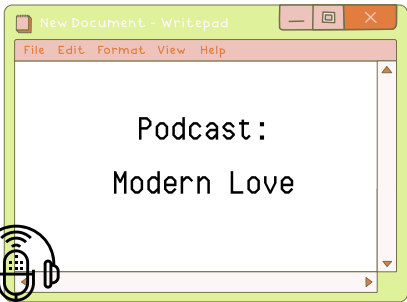 New Document - Writepad
File Edit Format View Help
Podcast:
Modern Love